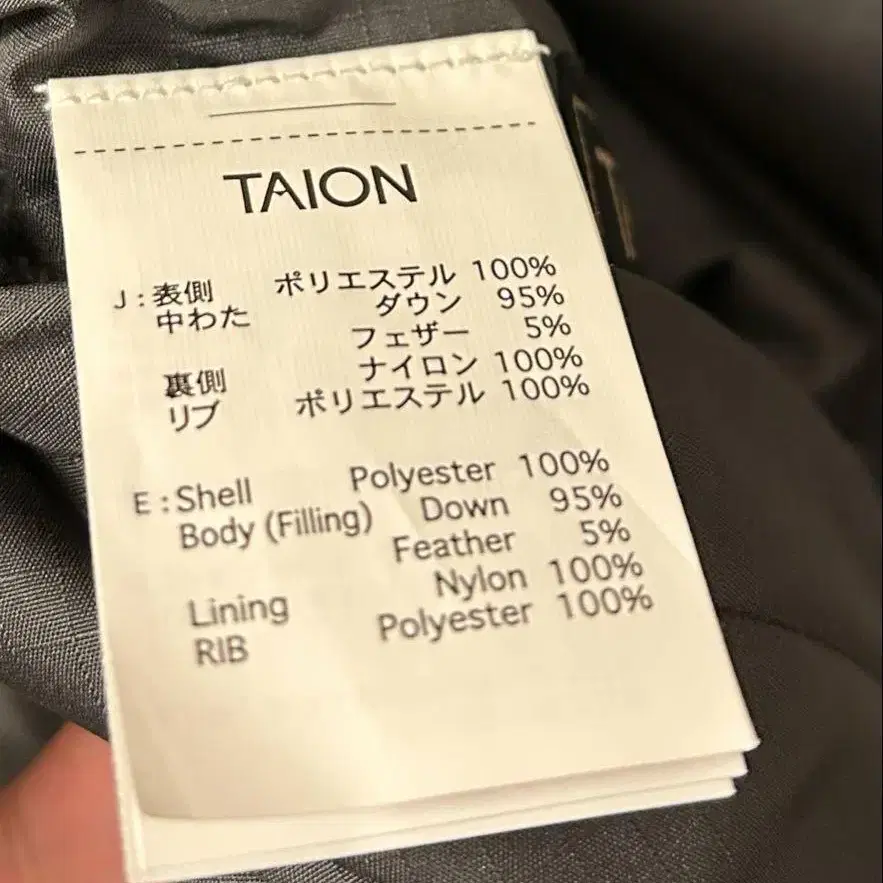 TAION
J : 表側 ポリエステル 100%
中わた ダウン 95%
フェザー 5%
裏側 ナイロン 100%
リブ ポリエステル 100%
E : Shell Polyester 100%
Body (Filling) Down 95%
Feather 5%
Lining Nylon 100%
RIB Polyester 100%